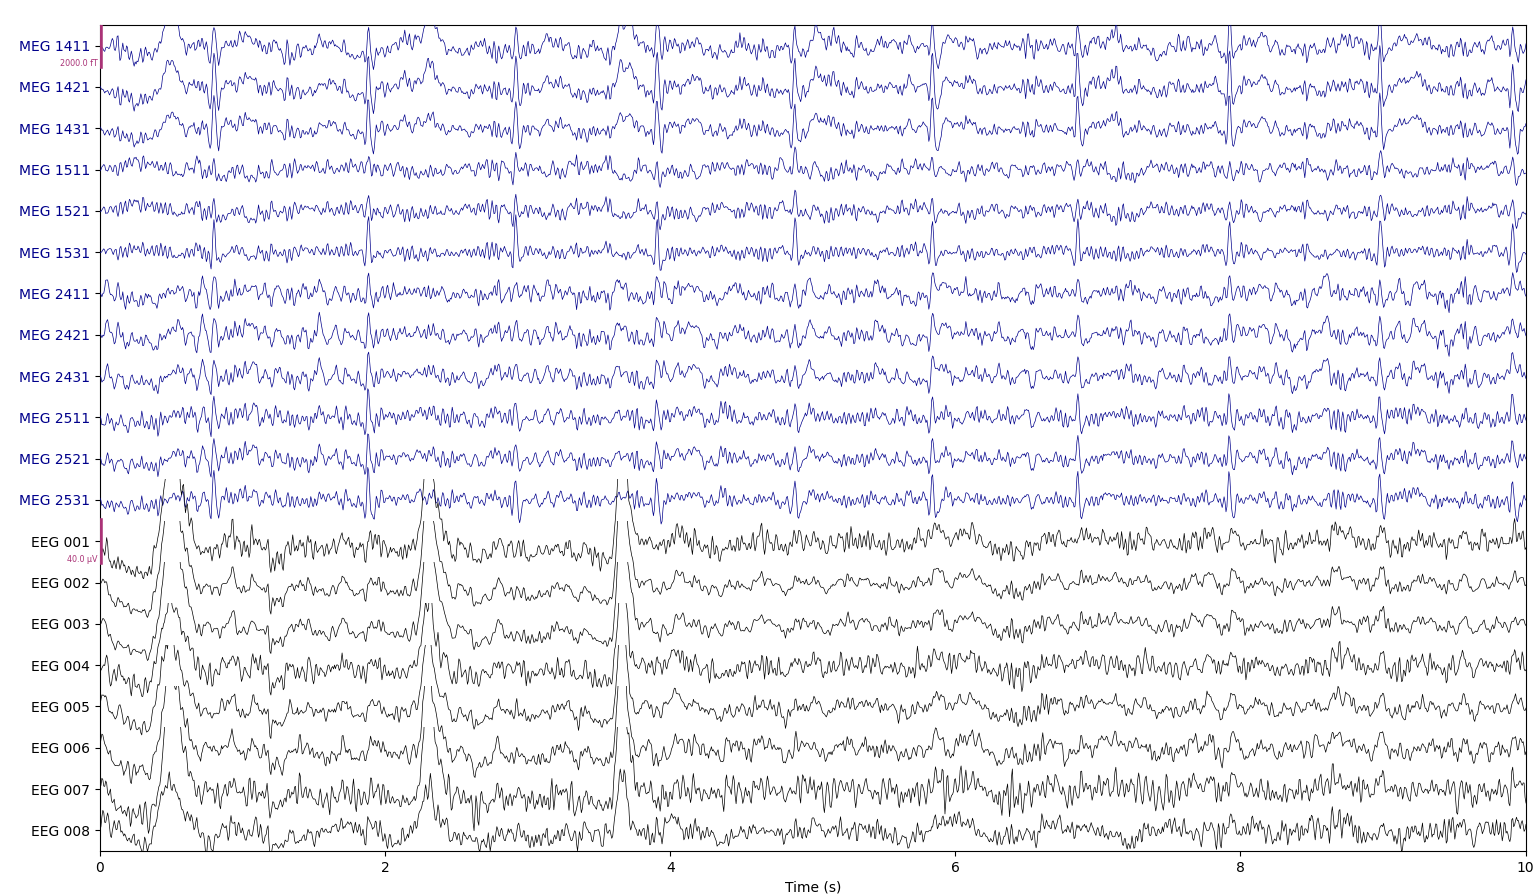 MEG 1411
2000.0 fT
MEG 1421
MEG 1431
MEG 1511
MEG 1521
MEG 1531
MEG 2411
MEG 2421
MEG 2431
MEG 2511
MEG 2521
MEG 2531
EEG 001
40.0 µV
EEG 002
EEG 003
EEG 004
EEG 005
EEG 006
EEG 007
EEG 008
0 2 4 6 8 10
Time (s)